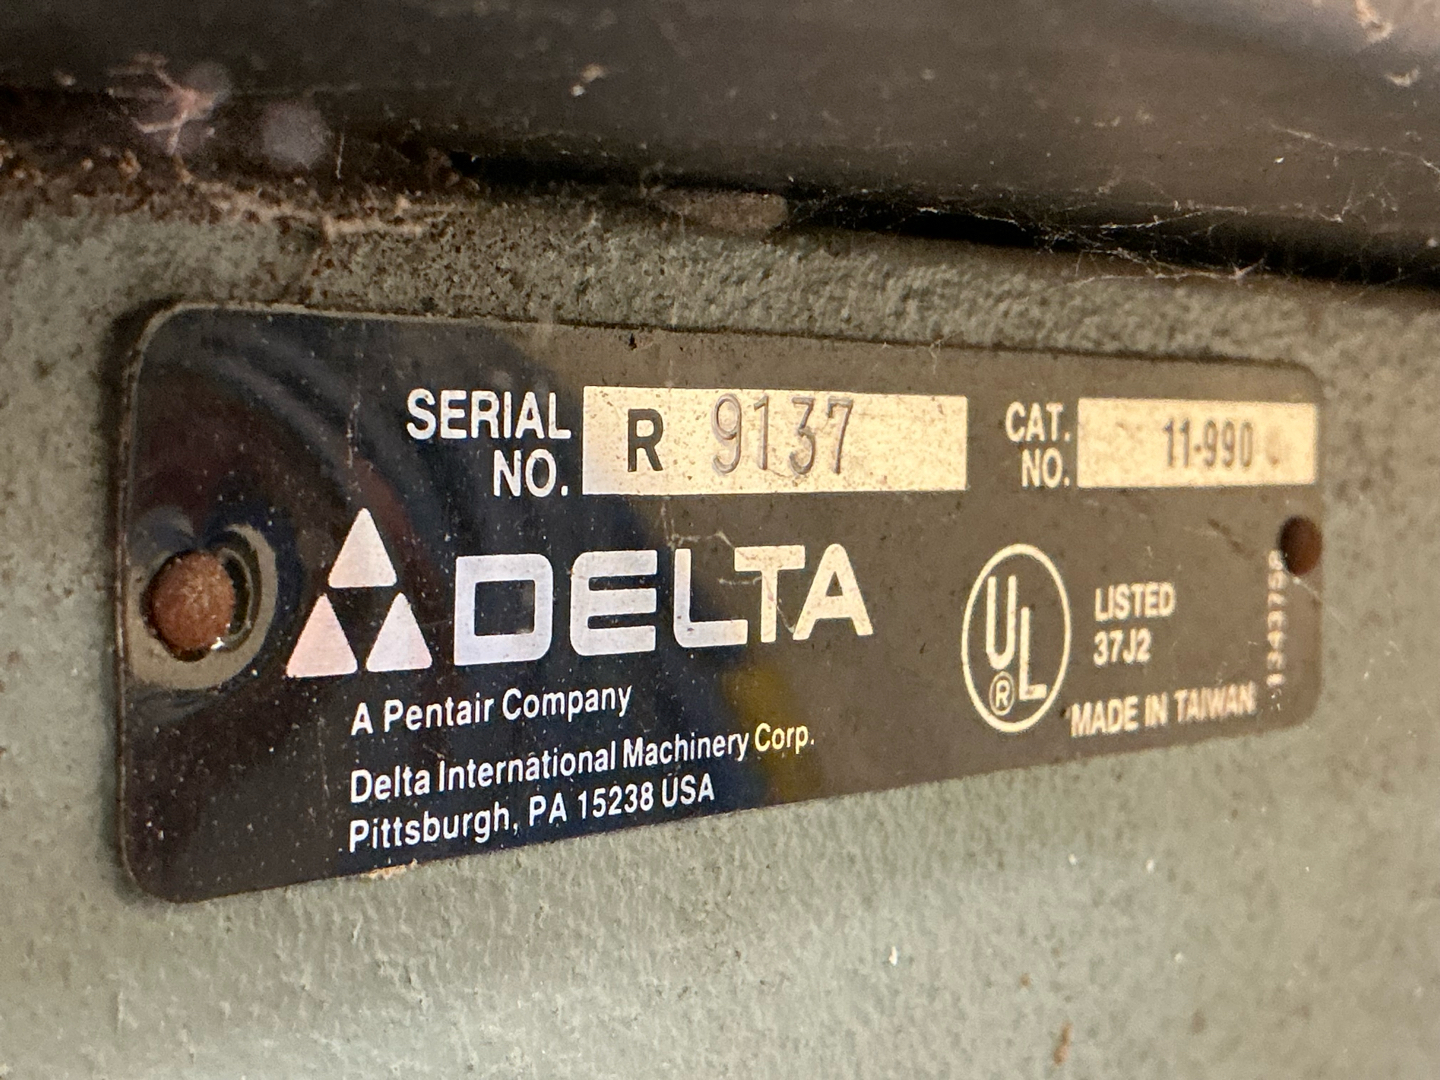 SERIAL NO. R 9137
CAT. NO. 11-990
DELTA
A Pentair Company
Delta International Machinery Corp.
Pittsburgh, PA 15238 USA
UL
®
LISTED
37J2
MADE IN TAIWAN